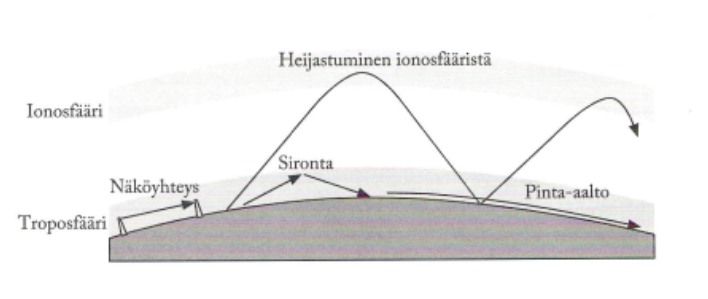 Heijastuminen ionosfääristä
Ionosfääri
Sironta
Näköyhteys
Pinta-aalto
Troposfääri